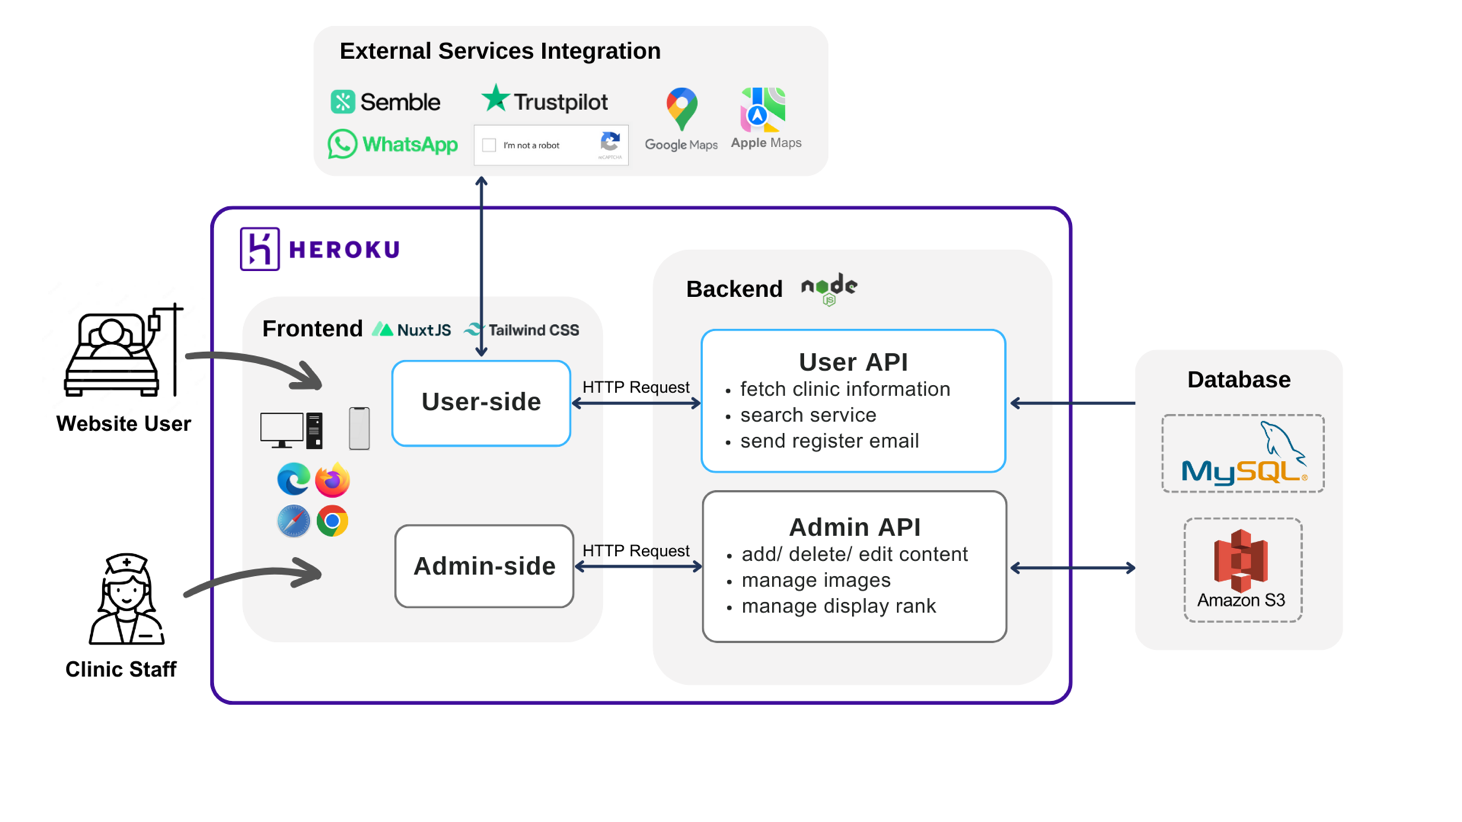 External Services Integration
Semble
Trustpilot
WhatsApp
I'm not a robot
reCAPTCHA
Google Maps
Apple Maps
HEROKU
Frontend
NuxtJS
Tailwind CSS
Backend
node
JS
Website User
User-side
HTTP Request
User API
• fetch clinic information
• search service
• send register email
Database
MySQL®
Clinic Staff
Admin-side
HTTP Request
Admin API
• add/ delete/ edit content
• manage images
• manage display rank
Amazon S3